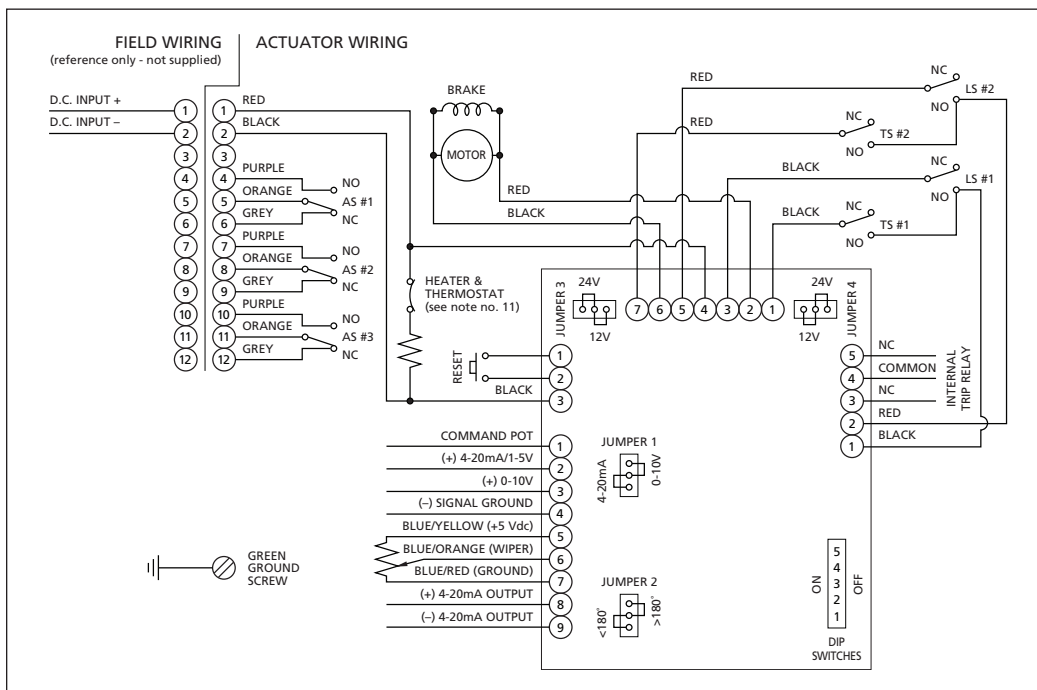 FIELD WIRING
(reference only - not supplied)
ACTUATOR WIRING
D.C. INPUT +
D.C. INPUT –
1
2
3
4
5
6
7
8
9
10
11
12
1
2
3
4
5
6
7
8
9
10
11
12
RED
BLACK
PURPLE
ORANGE
GREY
NO
AS #1
NC
PURPLE
ORANGE
GREY
NO
AS #2
NC
PURPLE
ORANGE
GREY
NO
AS #3
NC
BRAKE
MOTOR
RED
BLACK
HEATER &
THERMOSTAT
(see note no. 11)
RED
NC
LS #2
NO
RED
NC
TS #2
NO
BLACK
NC
LS #1
NO
BLACK
NC
TS #1
NO
JUMPER 3
24V
12V
7
6
5
4
3
2
1
24V
12V
JUMPER 4
RESET
BLACK
1
2
3
5
4
3
2
1
NC
COMMON
NC
RED
BLACK
INTERNAL
TRIP RELAY
COMMAND POT
(+) 4-20mA/1-5V
(+) 0-10V
(–) SIGNAL GROUND
BLUE/YELLOW (+5 Vdc)
BLUE/ORANGE (WIPER)
BLUE/RED (GROUND)
(+) 4-20mA OUTPUT
(–) 4-20mA OUTPUT
1
2
3
4
5
6
7
8
9
JUMPER 1
4-20mA
0-10V
JUMPER 2
<180°
>180°
GREEN
GROUND
SCREW
ON
5
4
3
2
1
OFF
DIP
SWITCHES